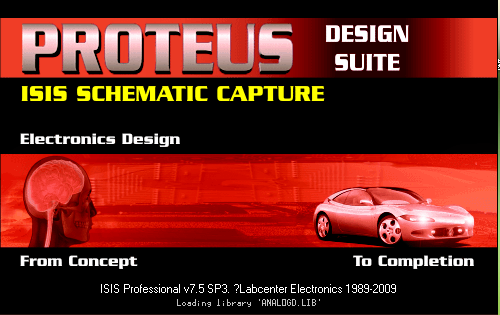 PROTEUS
DESIGN
SUITE
ISIS SCHEMATIC CAPTURE
Electronics Design
From Concept
To Completion
ISIS Professional v7.5 SP3. ?Labcenter Electronics 1989-2009
Loading library 'ANALOGD.LIB'